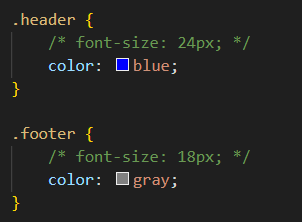 .header {
    /* font-size: 24px; */
    color: blue;
}

.footer {
    /* font-size: 18px; */
    color: gray;
}